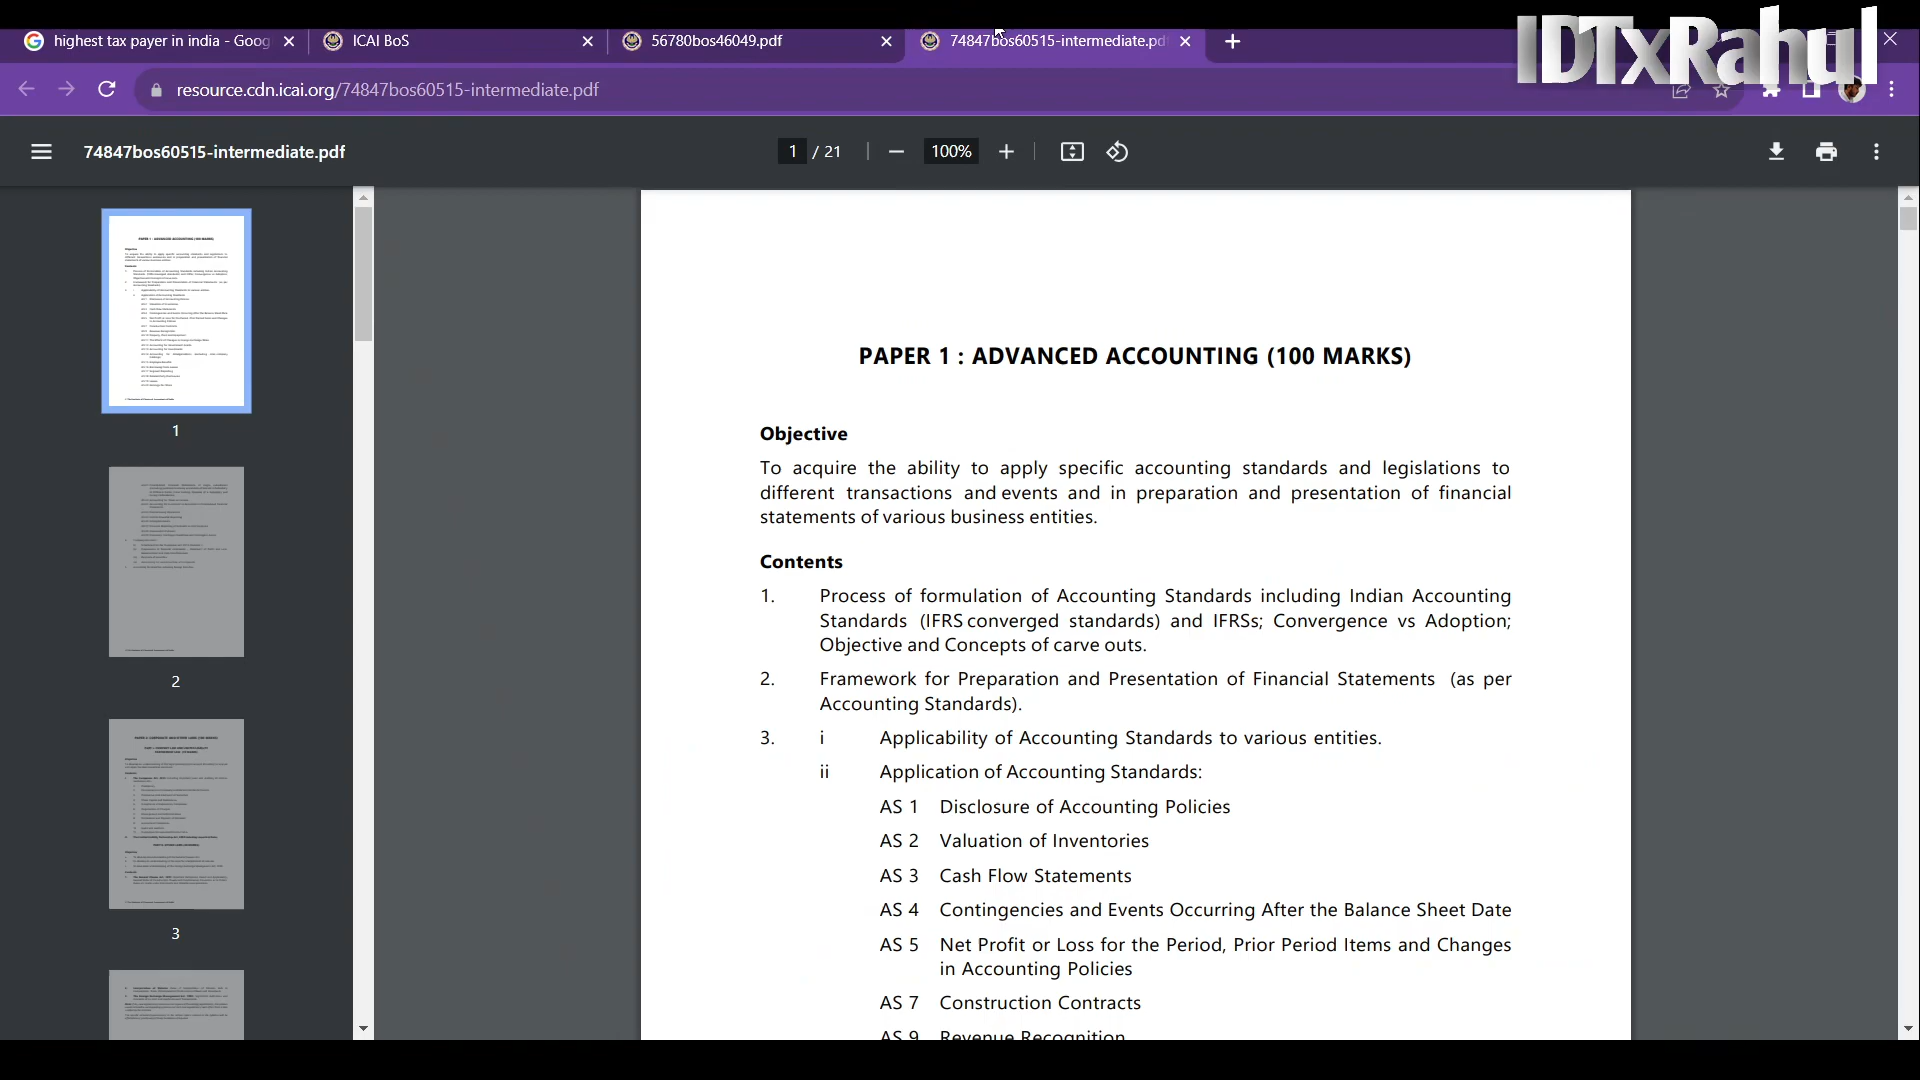 IDTxRahul
highest tax payer in india - Goog
ICAI BoS
56780bos46049.pdf
74847bos60515-intermediate.pdf
resource.cdn.icai.org/74847bos60515-intermediate.pdf
74847bos60515-intermediate.pdf
1 / 21
100%
1
2
3
PAPER 1 : ADVANCED ACCOUNTING (100 MARKS)
Objective
To acquire the ability to apply specific accounting standards and legislations to
different transactions and events and in preparation and presentation of financial
statements of various business entities.
Contents
1. Process of formulation of Accounting Standards including Indian Accounting
Standards (IFRS converged standards) and IFRSs; Convergence vs Adoption;
Objective and Concepts of carve outs.
2. Framework for Preparation and Presentation of Financial Statements (as per
Accounting Standards).
3. i Applicability of Accounting Standards to various entities.
ii Application of Accounting Standards:
AS 1 Disclosure of Accounting Policies
AS 2 Valuation of Inventories
AS 3 Cash Flow Statements
AS 4 Contingencies and Events Occurring After the Balance Sheet Date
AS 5 Net Profit or Loss for the Period, Prior Period Items and Changes
in Accounting Policies
AS 7 Construction Contracts
AS 9 Revenue Recognition